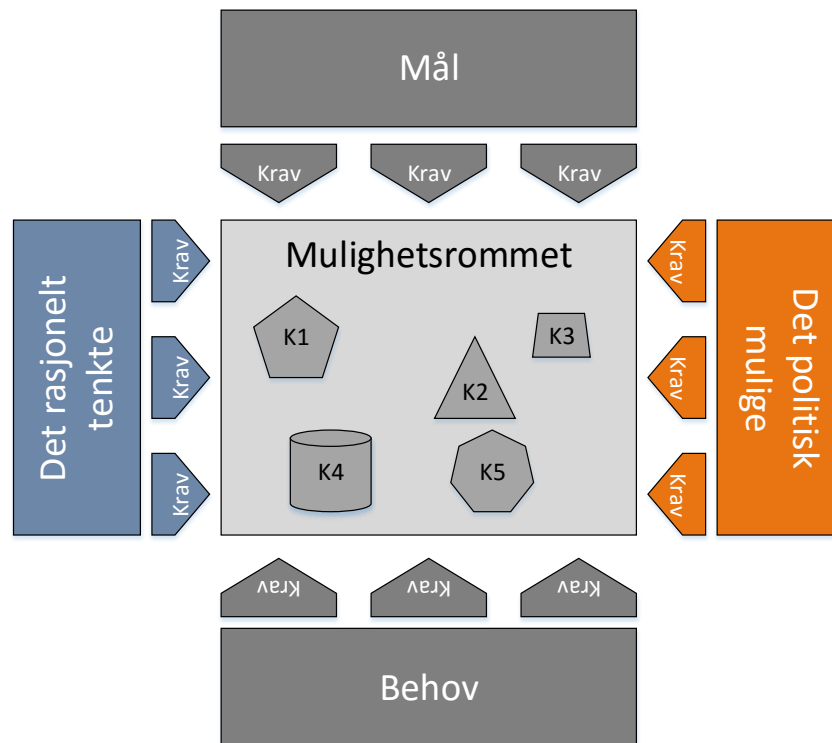 Mål
Krav
Krav
Krav
Det rasjonelt
tenkte
Krav
Krav
Krav
Mulighetsrommet
K1
K3
K2
K4
K5
Krav
Krav
Krav
Det politisk
mulige
Krav
Krav
Krav
Behov